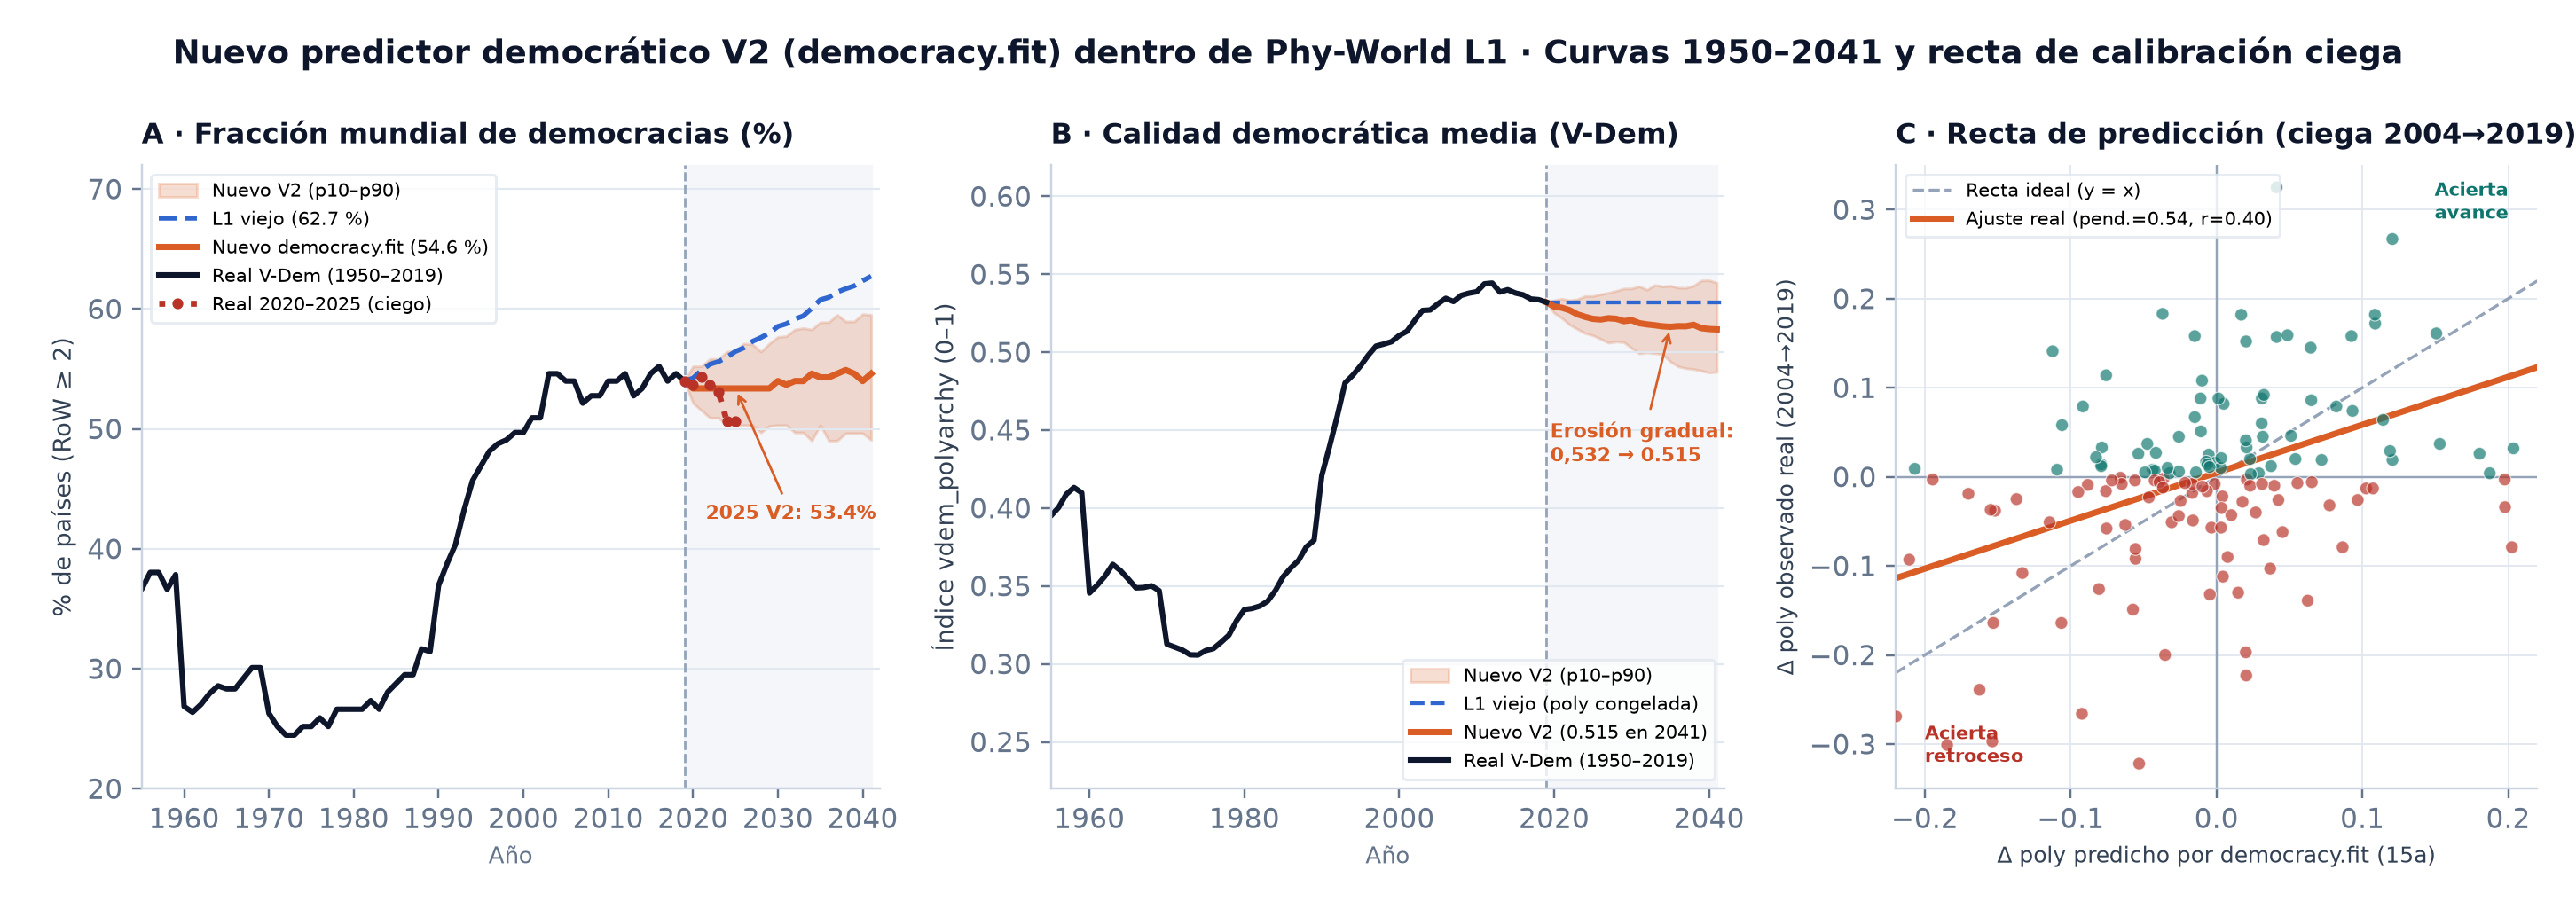 Nuevo predictor democrático V2 (democracy.fit) dentro de Phy-World L1 · Curvas 1950–2041 y recta de calibración ciega
A · Fracción mundial de democracias (%)
% de países (RoW ≥ 2)
70
60
50
40
30
20
Nuevo V2 (p10–p90)
L1 viejo (62.7 %)
Nuevo democracy.fit (54.6 %)
Real V-Dem (1950–2019)
Real 2020–2025 (ciego)
2025 V2: 53.4%
1960 1970 1980 1990 2000 2010 2020 2030 2040
Año
B · Calidad democrática media (V-Dem)
Índice vdem_polyarchy (0–1)
0.60
0.55
0.50
0.45
0.40
0.35
0.30
0.25
Erosión gradual:
0,532 → 0.515
Nuevo V2 (p10–p90)
L1 viejo (poly congelada)
Nuevo V2 (0.515 en 2041)
Real V-Dem (1950–2019)
1960 1980 2000 2020 2040
Año
C · Recta de predicción (ciega 2004→2019)
Δ poly observado real (2004→2019)
0.3
0.2
0.1
0.0
−0.1
−0.2
−0.3
Recta ideal (y = x)
Ajuste real (pend.=0.54, r=0.40)
Acierta
avance
Acierta
retroceso
−0.2 −0.1 0.0 0.1 0.2
Δ poly predicho por democracy.fit (15a)